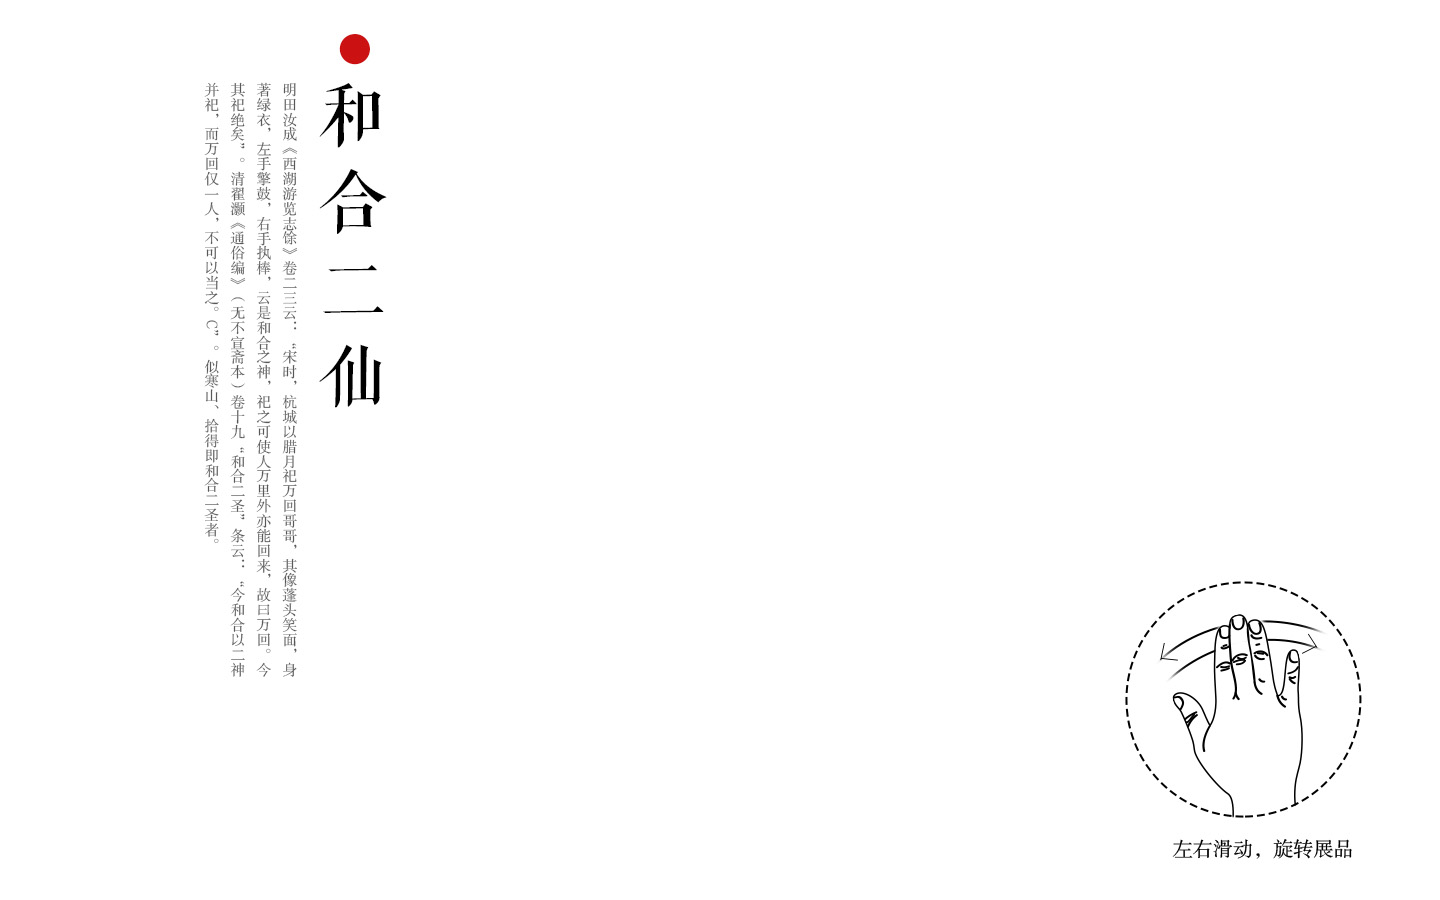 和合二仙
明田汝成《西湖游览志馀》卷二三云：“宋时，杭城以腊月祀万回哥哥，其像蓬头笑面，身
著绿衣，左手擎鼓，右手执棒，云是和合之神，祀之可使人万里外亦能回来，故曰万回。今
其祀绝矣”。清翟灏《通俗编》（无不宣斋本）卷十九“和合二圣”条云：“今和合以二神
并祀，而万回仅一人，不可以当之。C”。似寒山、拾得即和合二圣者。
左右滑动，旋转展品